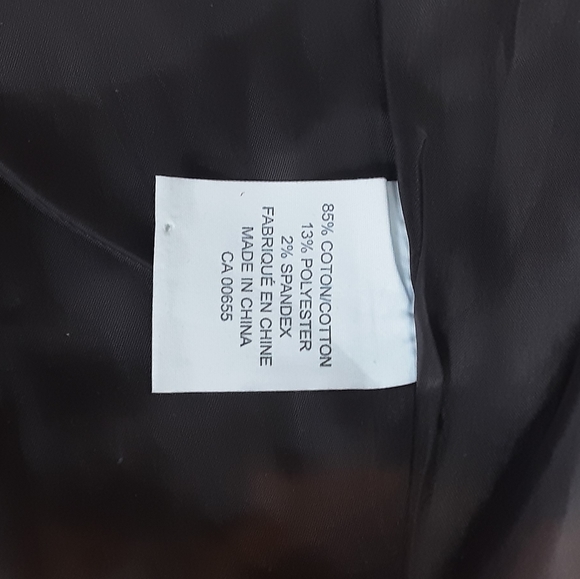 85% COTON/COTTON
13% POLYESTER
2% SPANDEX
FABRIQUÉ EN CHINE
MADE IN CHINA
CA 00655